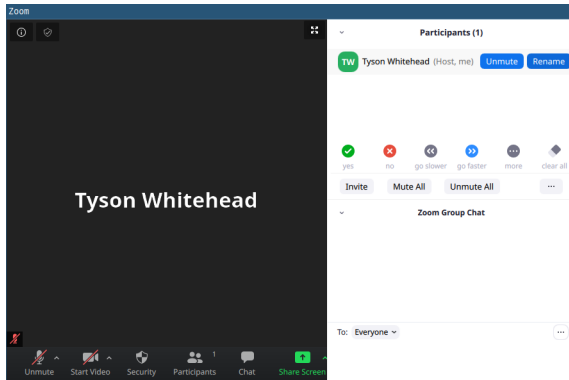 Zoom
Participants (1)
TW Tyson Whitehead (Host, me) Unmute Rename
yes no go slower go faster more clear all
Invite Mute All Unmute All ...
Zoom Group Chat
Tyson Whitehead
To: Everyone ...
1
Unmute Start Video Security Participants Chat Share Screen